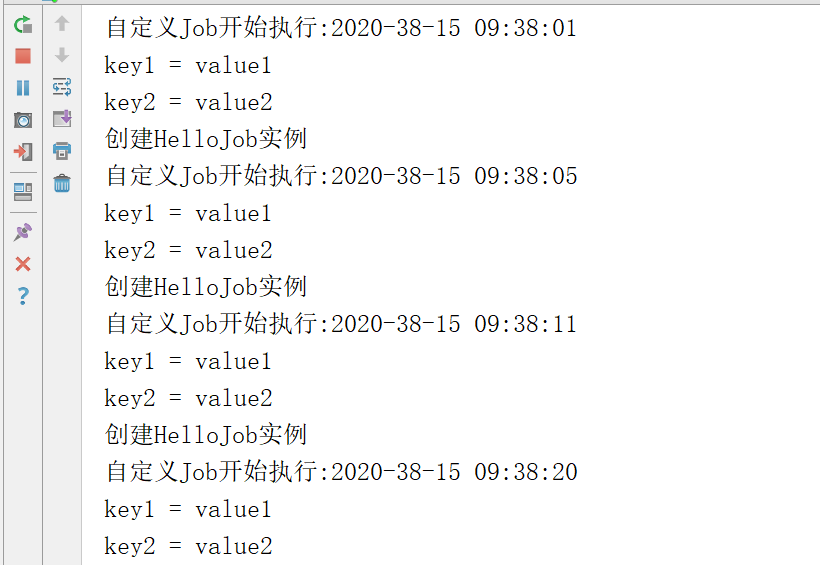 自定义Job开始执行:2020-38-15 09:38:01
key1 = value1
key2 = value2
创建HelloJob实例
自定义Job开始执行:2020-38-15 09:38:05
key1 = value1
key2 = value2
创建HelloJob实例
自定义Job开始执行:2020-38-15 09:38:11
key1 = value1
key2 = value2
创建HelloJob实例
自定义Job开始执行:2020-38-15 09:38:20
key1 = value1
key2 = value2